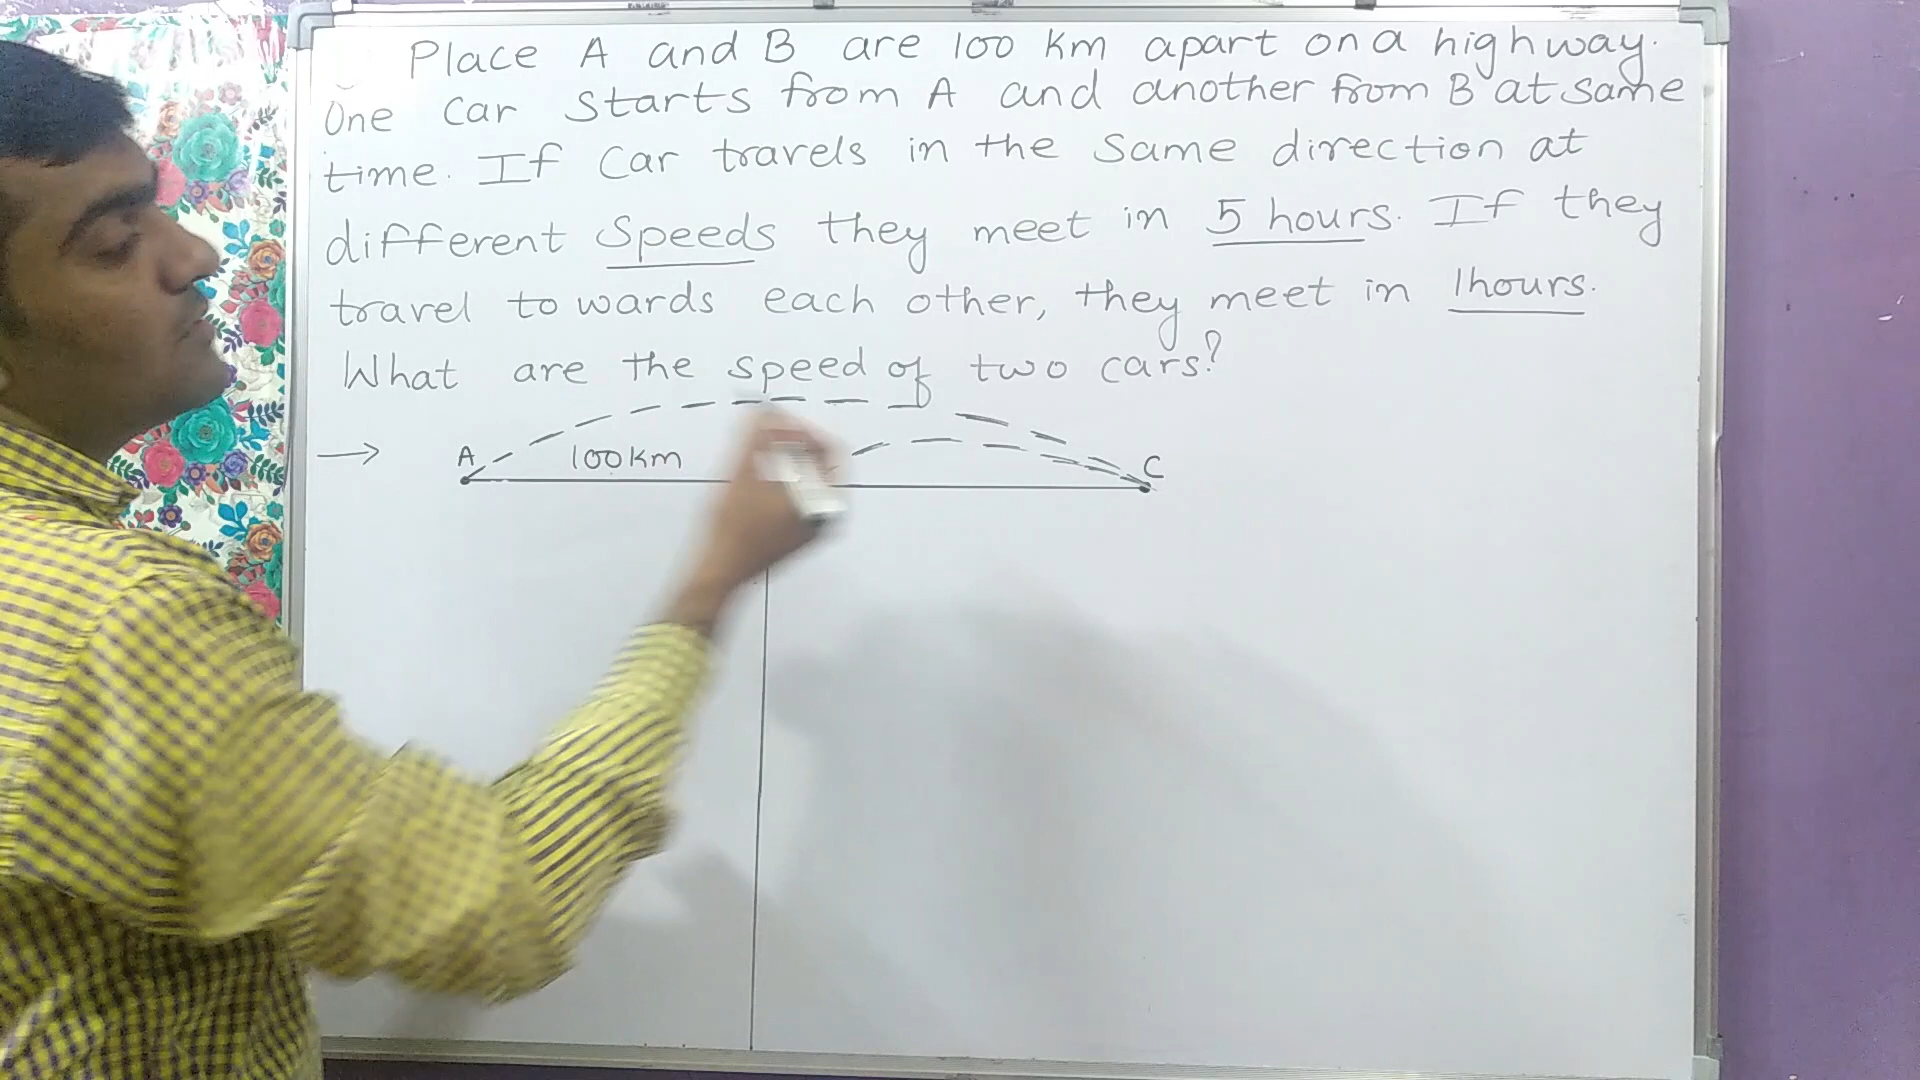 Place A and B are 100 km apart on a highway.
One car starts from A and another from B at same
time. If Car travels in the same direction at
different speeds they meet in 5 hours. If they
travel towards each other, they meet in 1hours.
What are the speed of two cars?
→ A 100km C